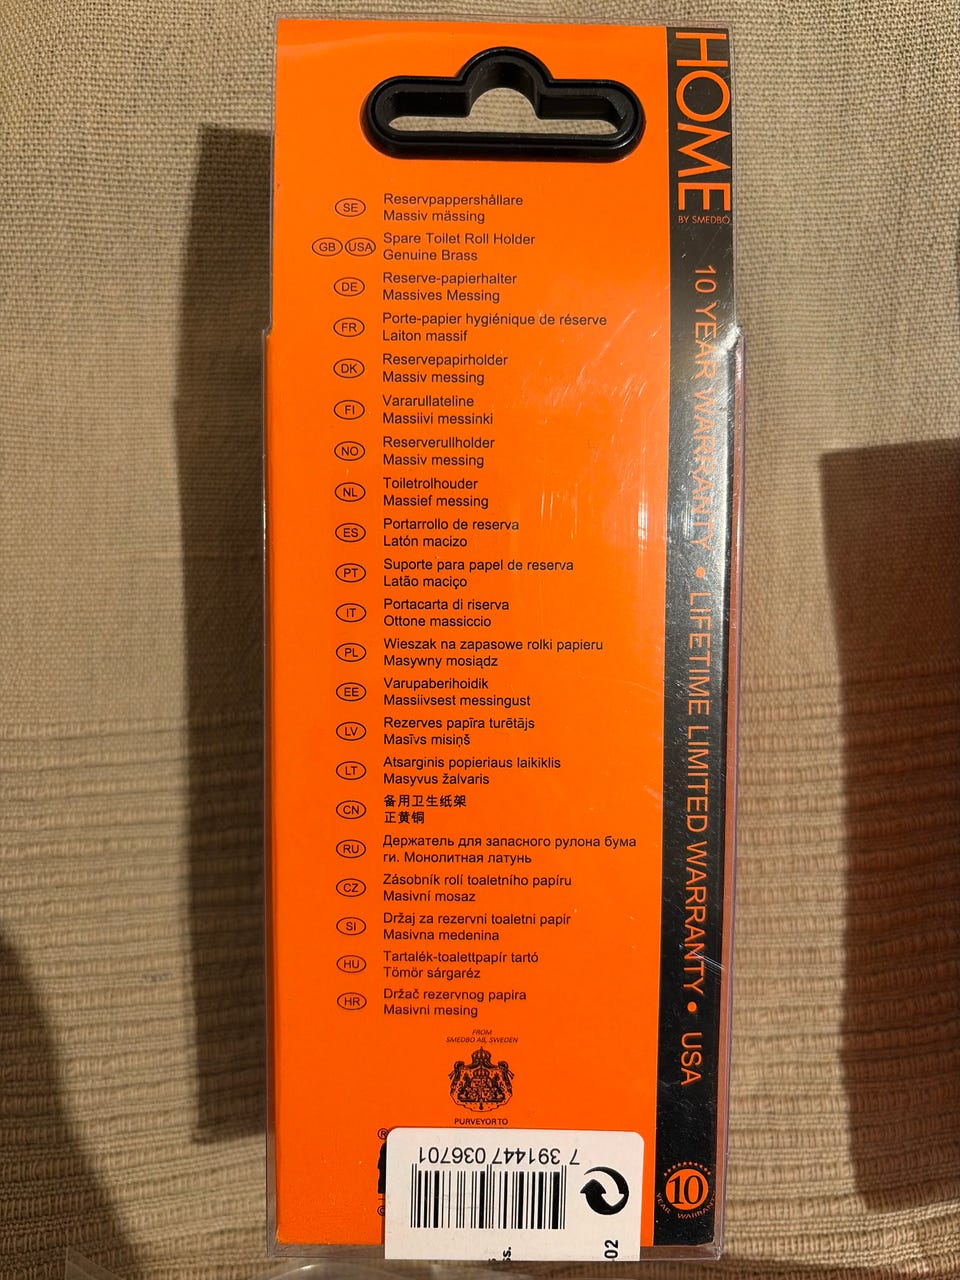 SE
Reservpappershållare
Massiv mässing
GB USA
Spare Toilet Roll Holder
Genuine Brass
DE
Reserve-papierhalter
Massives Messing
FR
Porte-papier hygiénique de réserve
Laiton massif
DK
Reservepapirholder
Massiv messing
FI
Vararullateline
Massiivi messinki
NO
Reserverullholder
Massiv messing
NL
Toiletrolhouder
Massief messing
ES
Portarrollo de reserva
Latón macizo
PT
Suporte para papel de reserva
Latão maciço
IT
Portacarta di riserva
Ottone massiccio
PL
Wieszak na zapasowe rolki papieru
Masywny mosiądz
EE
Varupaberihoidik
Massiivsest messingust
LV
Rezerves papīra turētājs
Masīvs misiņš
LT
Atsarginis popieriaus laikiklis
Masyvus žalvaris
CN
备用卫生纸架
正黄铜
RU
Держатель для запасного рулона бума
ги. Монолитная латунь
CZ
Zásobník rolí toaletního papíru
Masivní mosaz
SI
Držaj za rezervni toaletni papir
Masivna medenina
HU
Tartalék-toalettpapír tartó
Tömör sárgaréz
HR
Držač rezervnog papira
Masivni mesing
FROM
SMEDBO AB, SWEDEN
PURVEYOR TO
7 391447 036701
-02
HOME
BY SMEDBO
10 YEAR WARRANTY • LIFETIME LIMITED WARRANTY • USA
10
YEAR WARRANTY